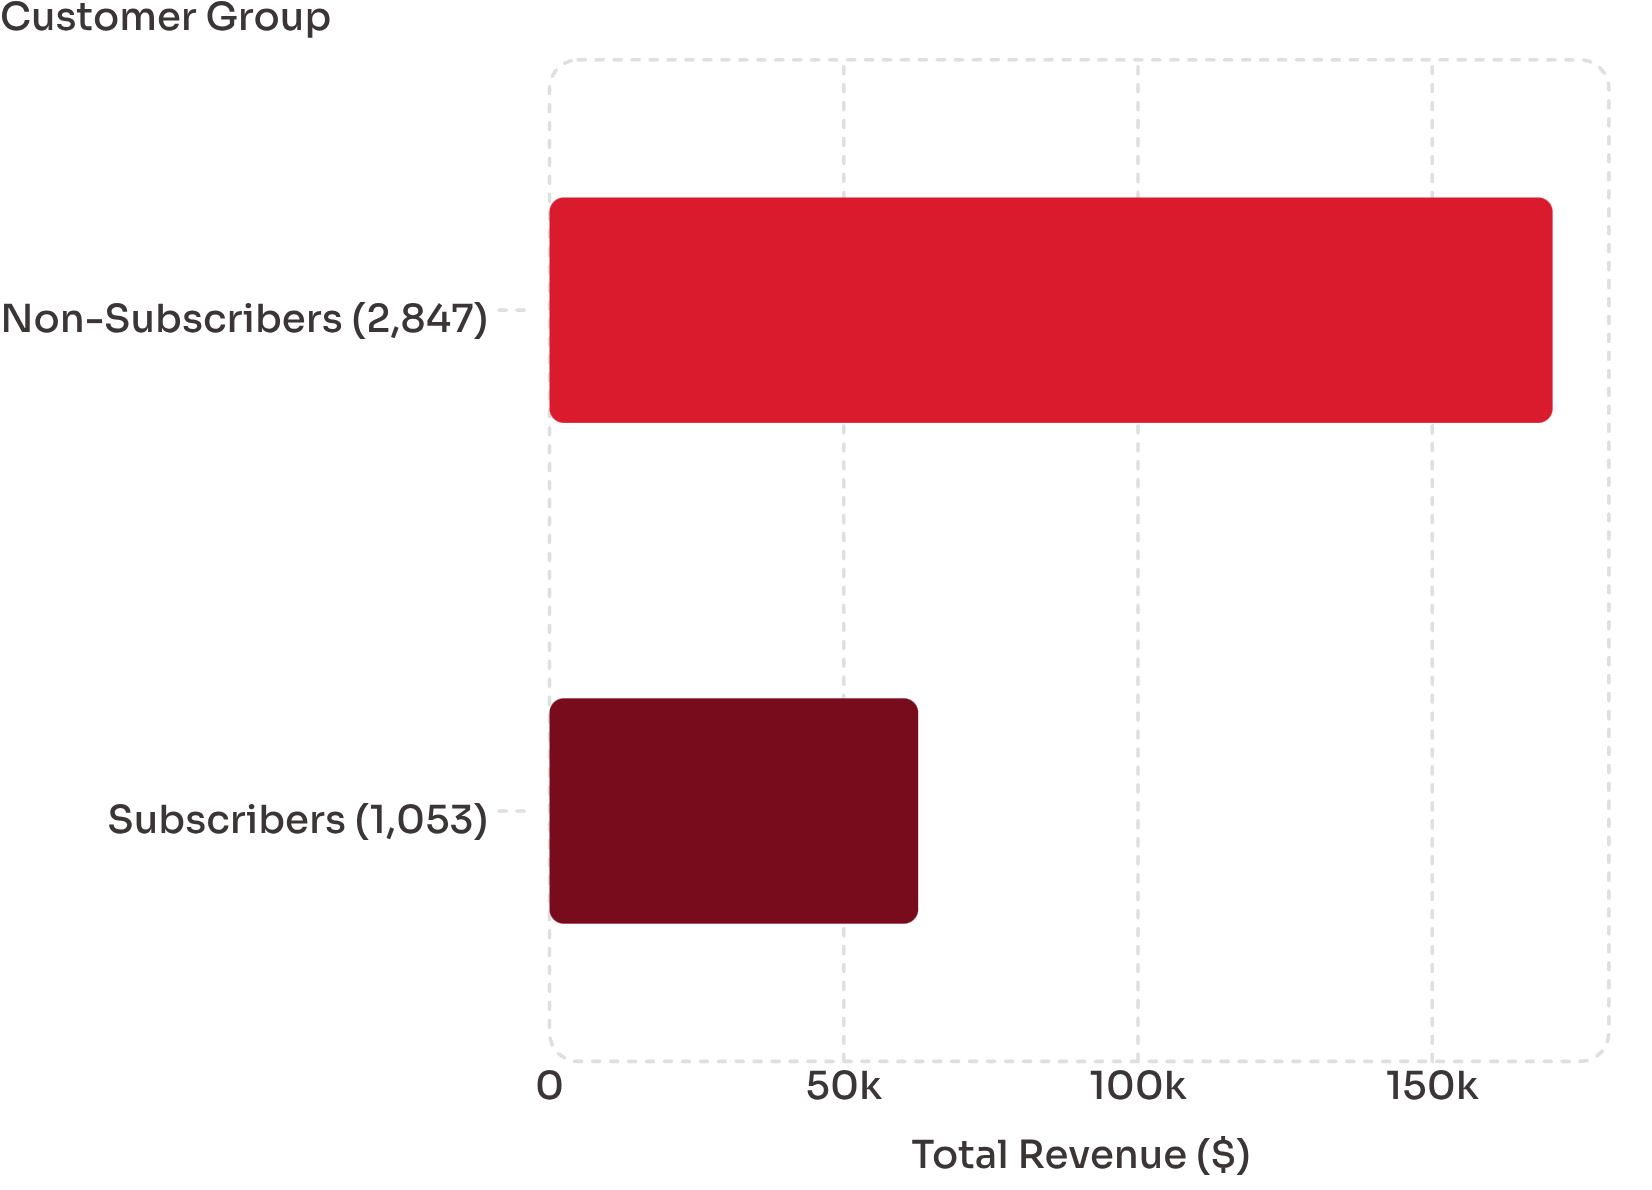 Customer Group
Non-Subscribers (2,847)
Subscribers (1,053)
0 50k 100k 150k
Total Revenue ($)